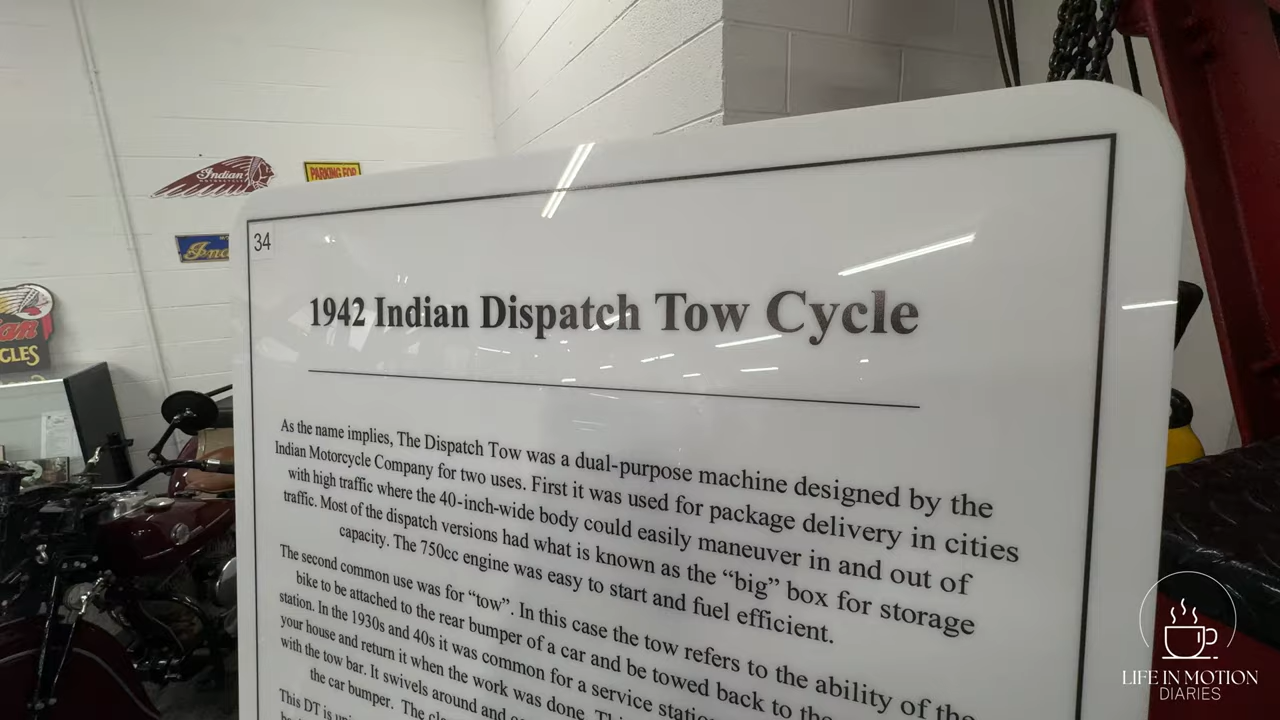 Indian
MOTORCYCLE
PARKING FOR
34
1942 Indian Dispatch Tow Cycle
As the name implies, The Dispatch Tow was a dual-purpose machine designed by the
Indian Motorcycle Company for two uses. First it was used for package delivery in cities
with high traffic where the 40-inch-wide body could easily maneuver in and out of
traffic. Most of the dispatch versions had what is known as the “big” box for storage
capacity. The 750cc engine was easy to start and fuel efficient.
The second common use was for “tow”. In this case the tow refers to the ability of the
bike to be attached to the rear bumper of a car and be towed back to the
station. In the 1930s and 40s it was common for a service
your house and return it when the work was done.
with the tow bar. It swivels around and
the car bumper. The
This DT is
CLES
LIFE IN MOTION
DIARIES